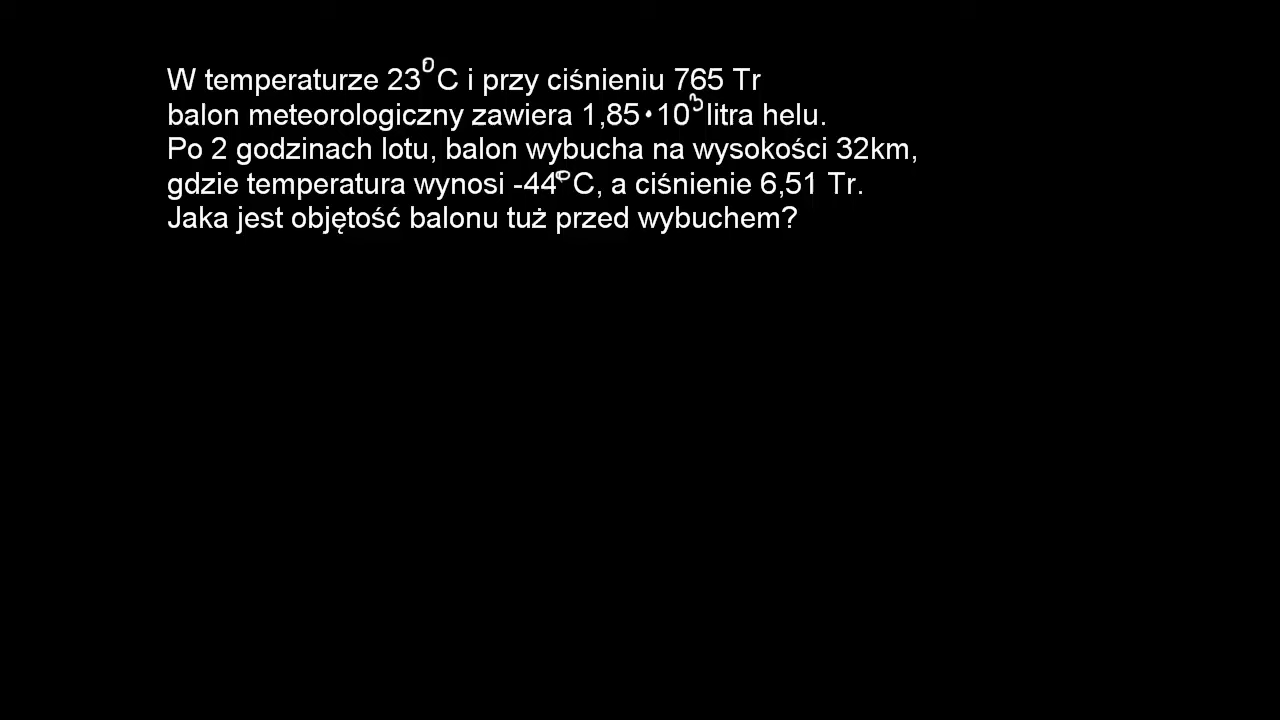 W temperaturze 23⁰C i przy ciśnieniu 765 Tr
balon meteorologiczny zawiera 1,85·10³ litra helu.
Po 2 godzinach lotu, balon wybucha na wysokości 32km,
gdzie temperatura wynosi -44⁰C, a ciśnienie 6,51 Tr.
Jaka jest objętość balonu tuż przed wybuchem?